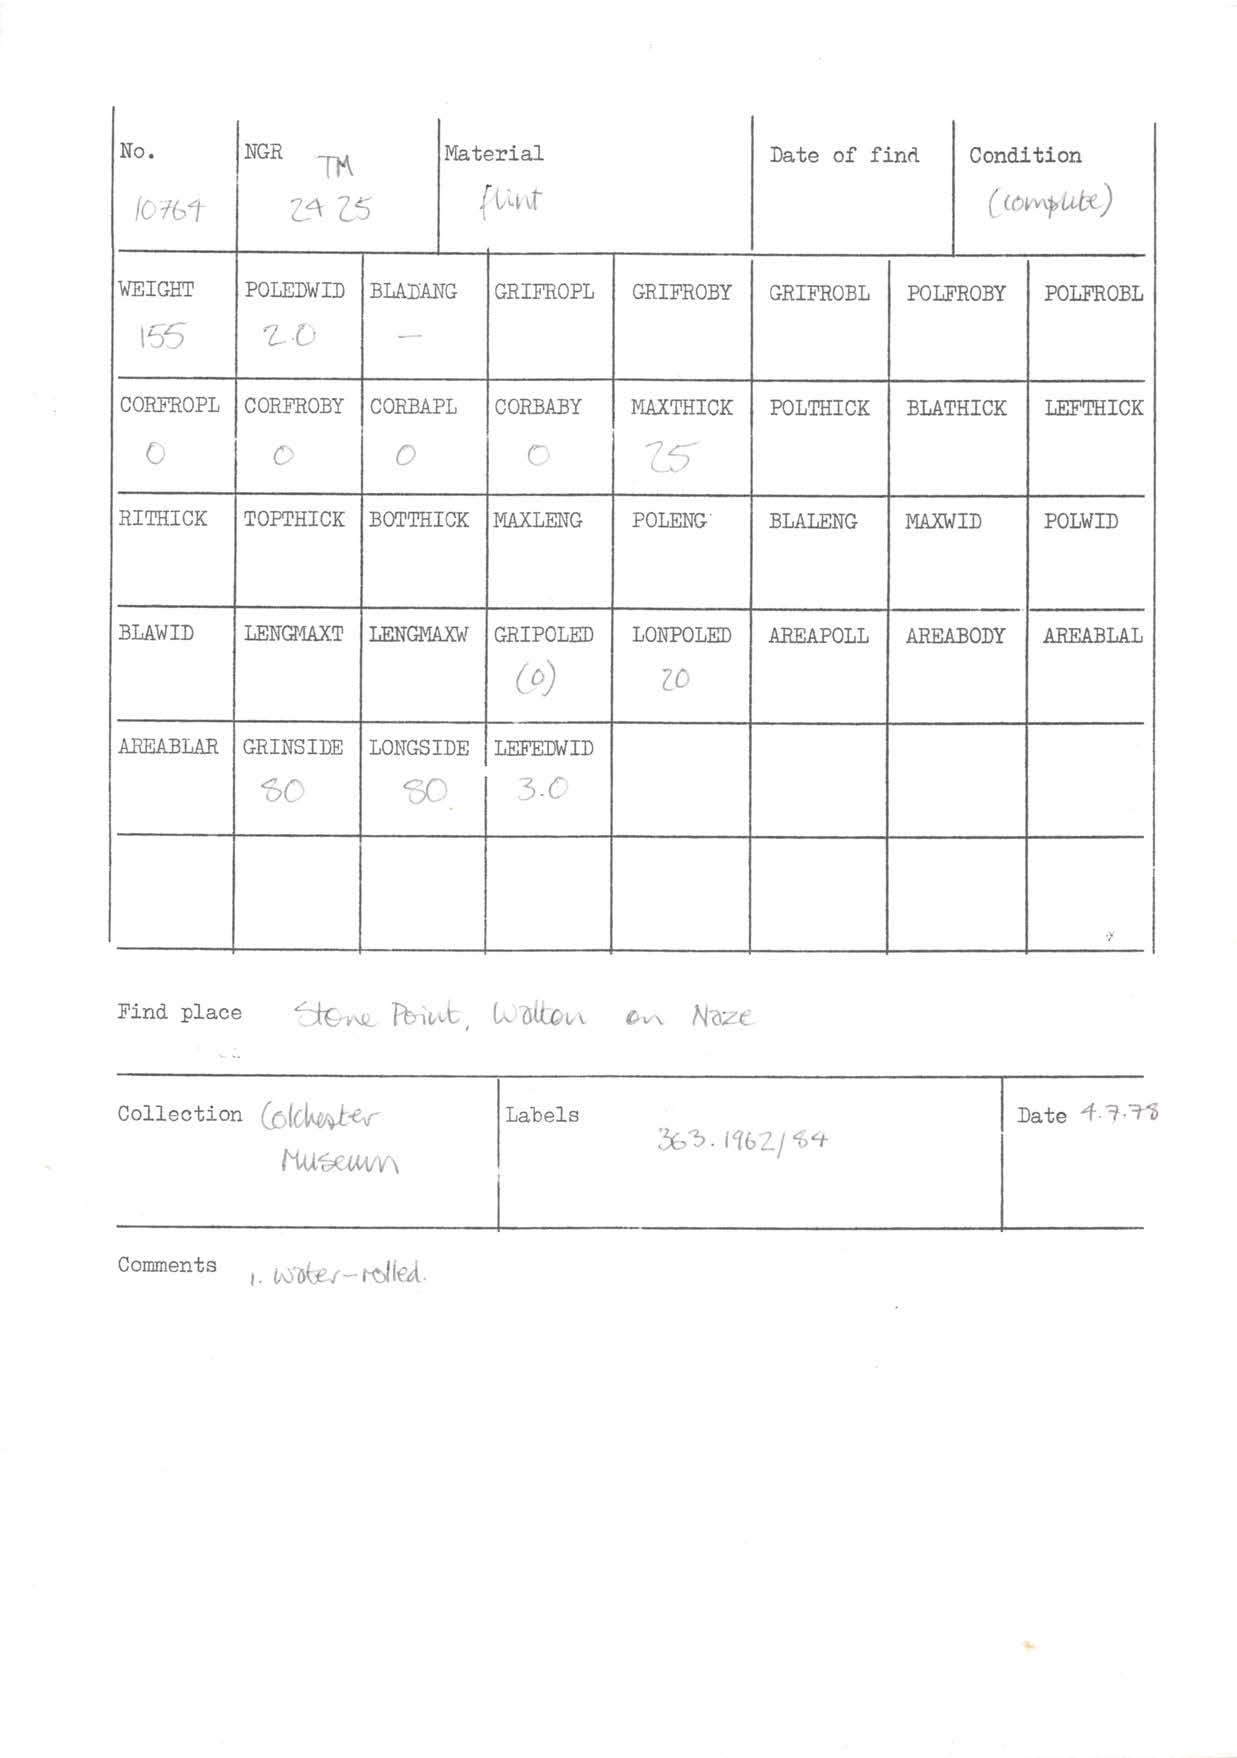 No. NGR TM Material Date of find Condition
10764 24 25 flint (complete)
WEIGHT POLEDWID BLADANG GRIFROPL GRIFROBY GRIFROBL POLFROBY POLFROBL
155 2.0 —
CORFROPL CORFROBY CORBAPL CORBABY MAXTHICK POLTHICK BLATHICK LEFTHICK
0 0 0 0 25
RITHICK TOPTHICK BOTTHICK MAXLENG POLENG BLALENG MAXWID POLWID
BLAWID LENGMAXT LENGMAXW GRIPOLED LONPOLED AREAPOLL AREABODY AREABLAL
(0) 20
AREABLAR GRINSIDE LONGSIDE LEFEDWID
80 80 3.0
Find place Stone Point, Walton on Naze
Collection Colchester Labels Date 4.7.78
Museum 363.1962/84
Comments 1. Water-rolled.